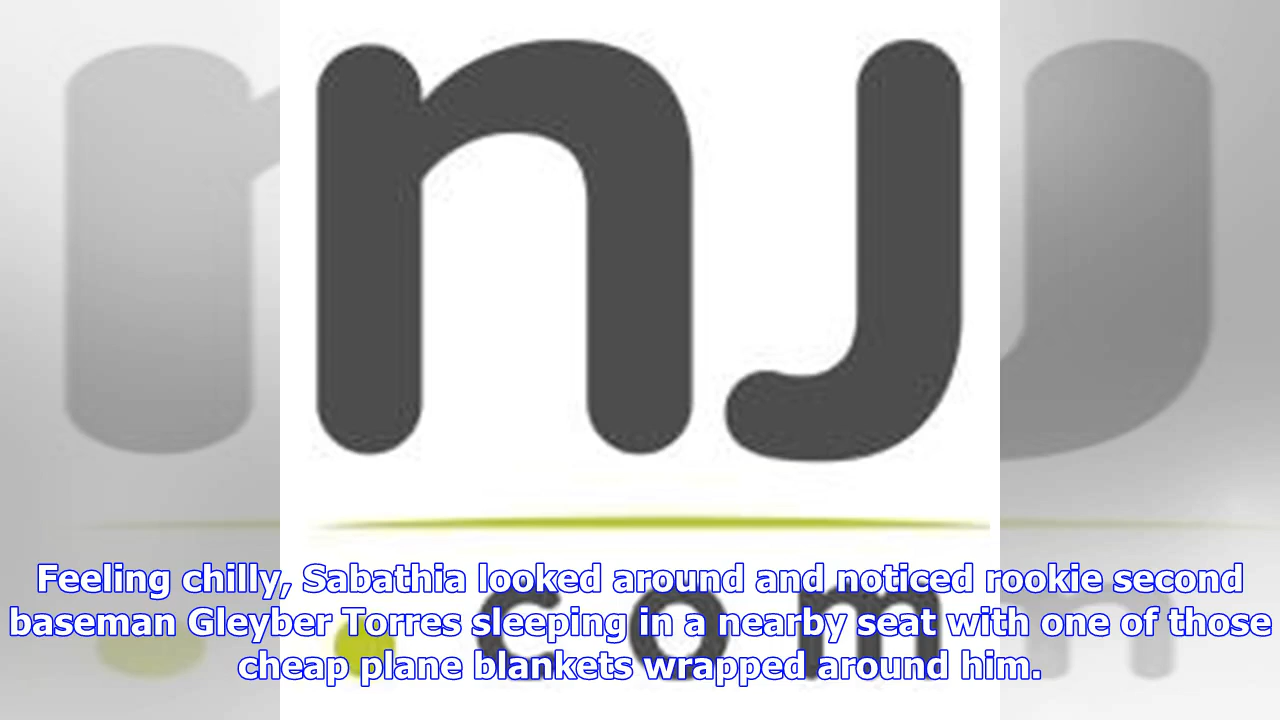 nj
.com
Feeling chilly, Sabathia looked around and noticed rookie second
baseman Gleyber Torres sleeping in a nearby seat with one of those
cheap plane blankets wrapped around him.